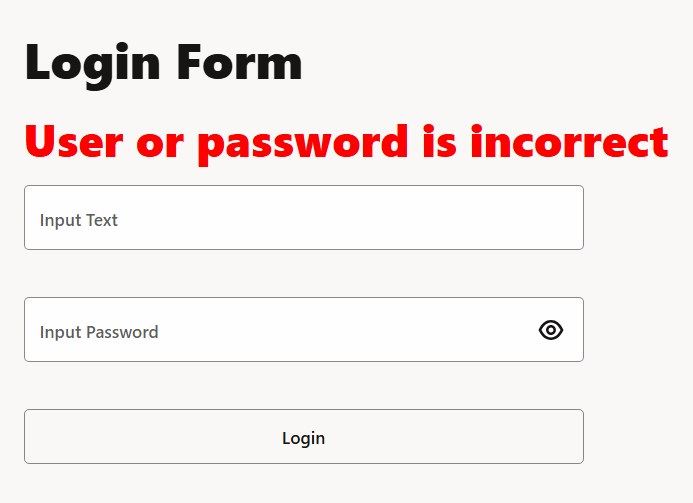 Login Form
User or password is incorrect
Input Text
Input Password
Login